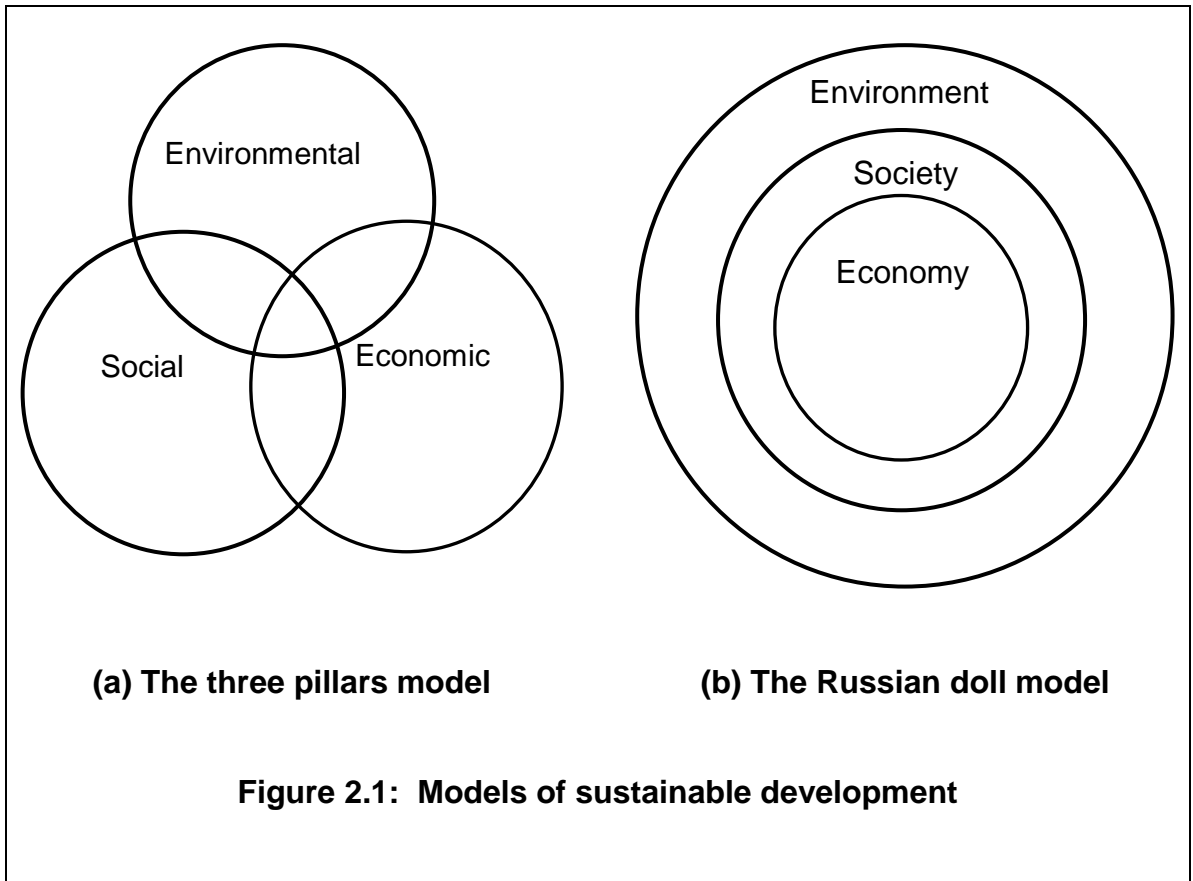 Environmental
Social
Economic
Environment
Society
Economy
(a) The three pillars model
(b) The Russian doll model
Figure 2.1: Models of sustainable development